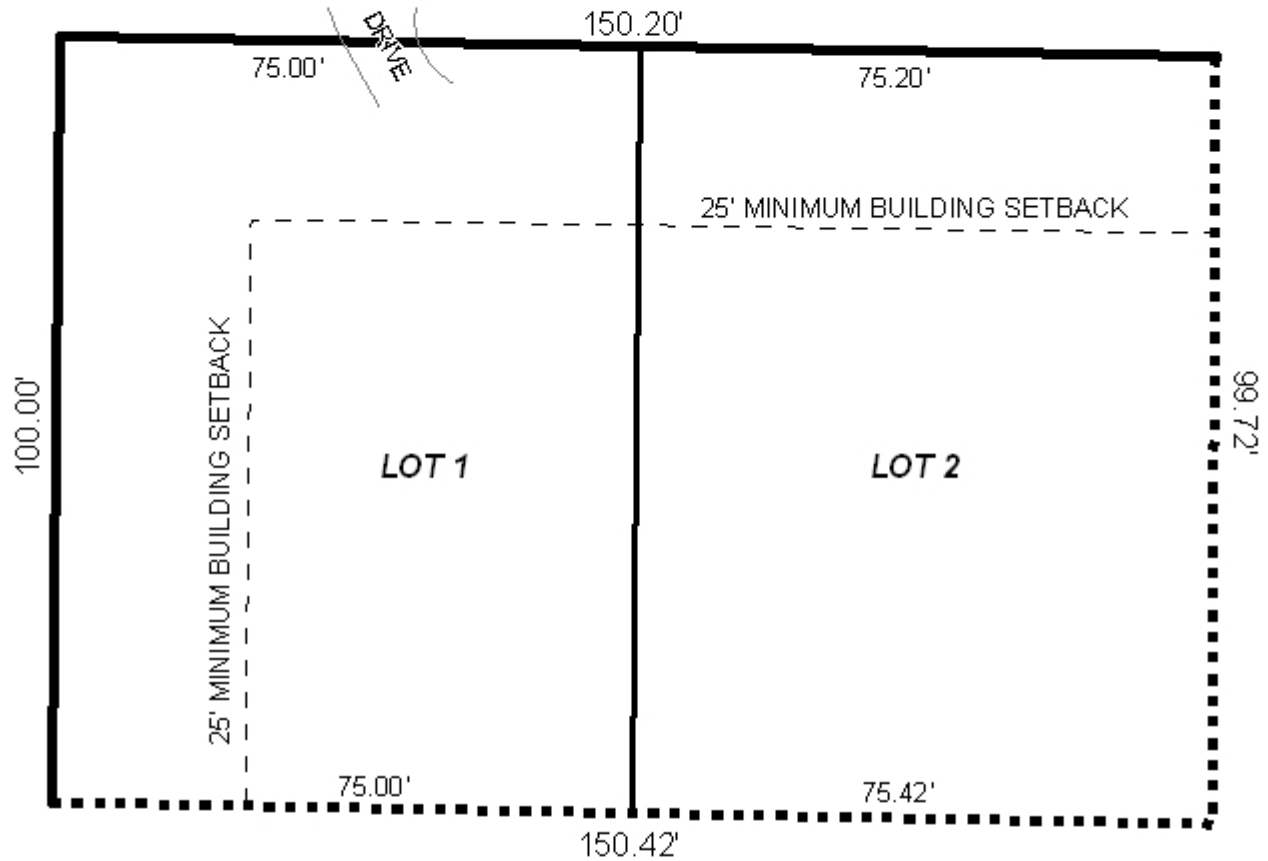 150.20'
DRIVE
75.00'
75.20'
25' MINIMUM BUILDING SETBACK
25' MINIMUM BUILDING SETBACK
100.00'
99.72'
LOT 1
LOT 2
75.00'
75.42'
150.42'